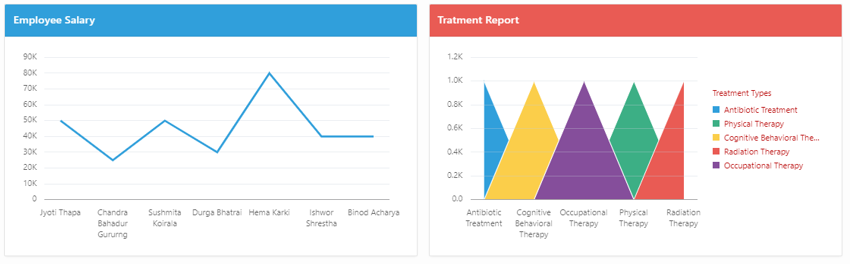 Employee Salary
90K
80K
70K
60K
50K
40K
30K
20K
10K
0
Jyoti Thapa
Chandra
Bahadur
Gururng
Sushmita
Koirala
Durga Bhatrai
Hema Karki
Ishwor
Shrestha
Binod Acharya
Tratment Report
1.2K
1.0K
0.8K
0.6K
0.4K
0.2K
0.0
Antibiotic
Treatment
Cognitive
Behavioral
Therapy
Occupational
Therapy
Physical
Therapy
Radiation
Therapy
Treatment Types
Antibiotic Treatment
Physical Therapy
Cognitive Behavioral The...
Radiation Therapy
Occupational Therapy